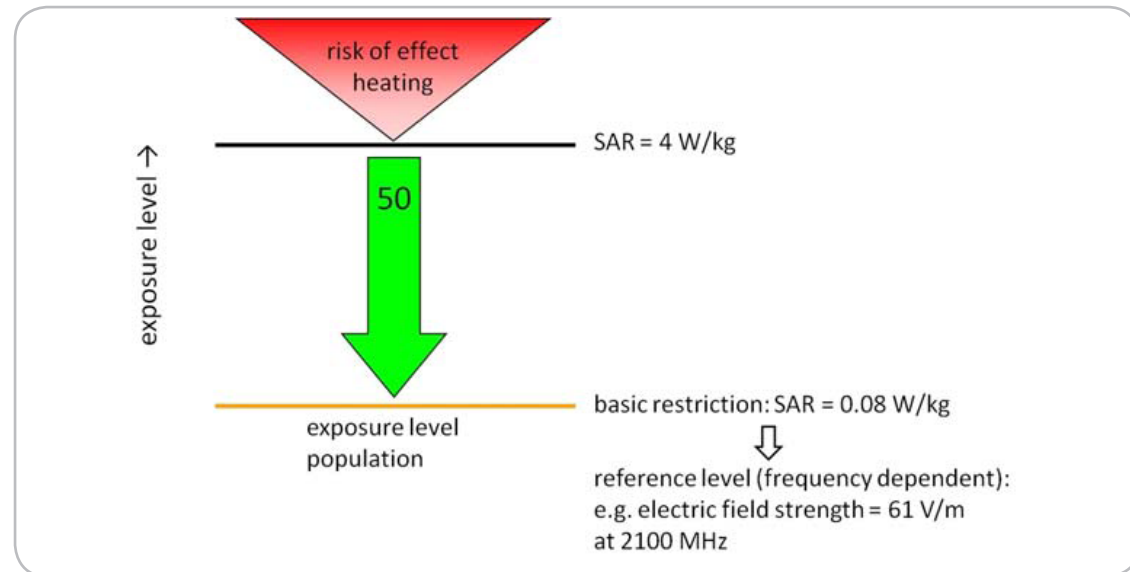 risk of effect
heating
SAR = 4 W/kg
exposure level →
50
basic restriction: SAR = 0.08 W/kg
exposure level
population
reference level (frequency dependent):
e.g. electric field strength = 61 V/m
at 2100 MHz